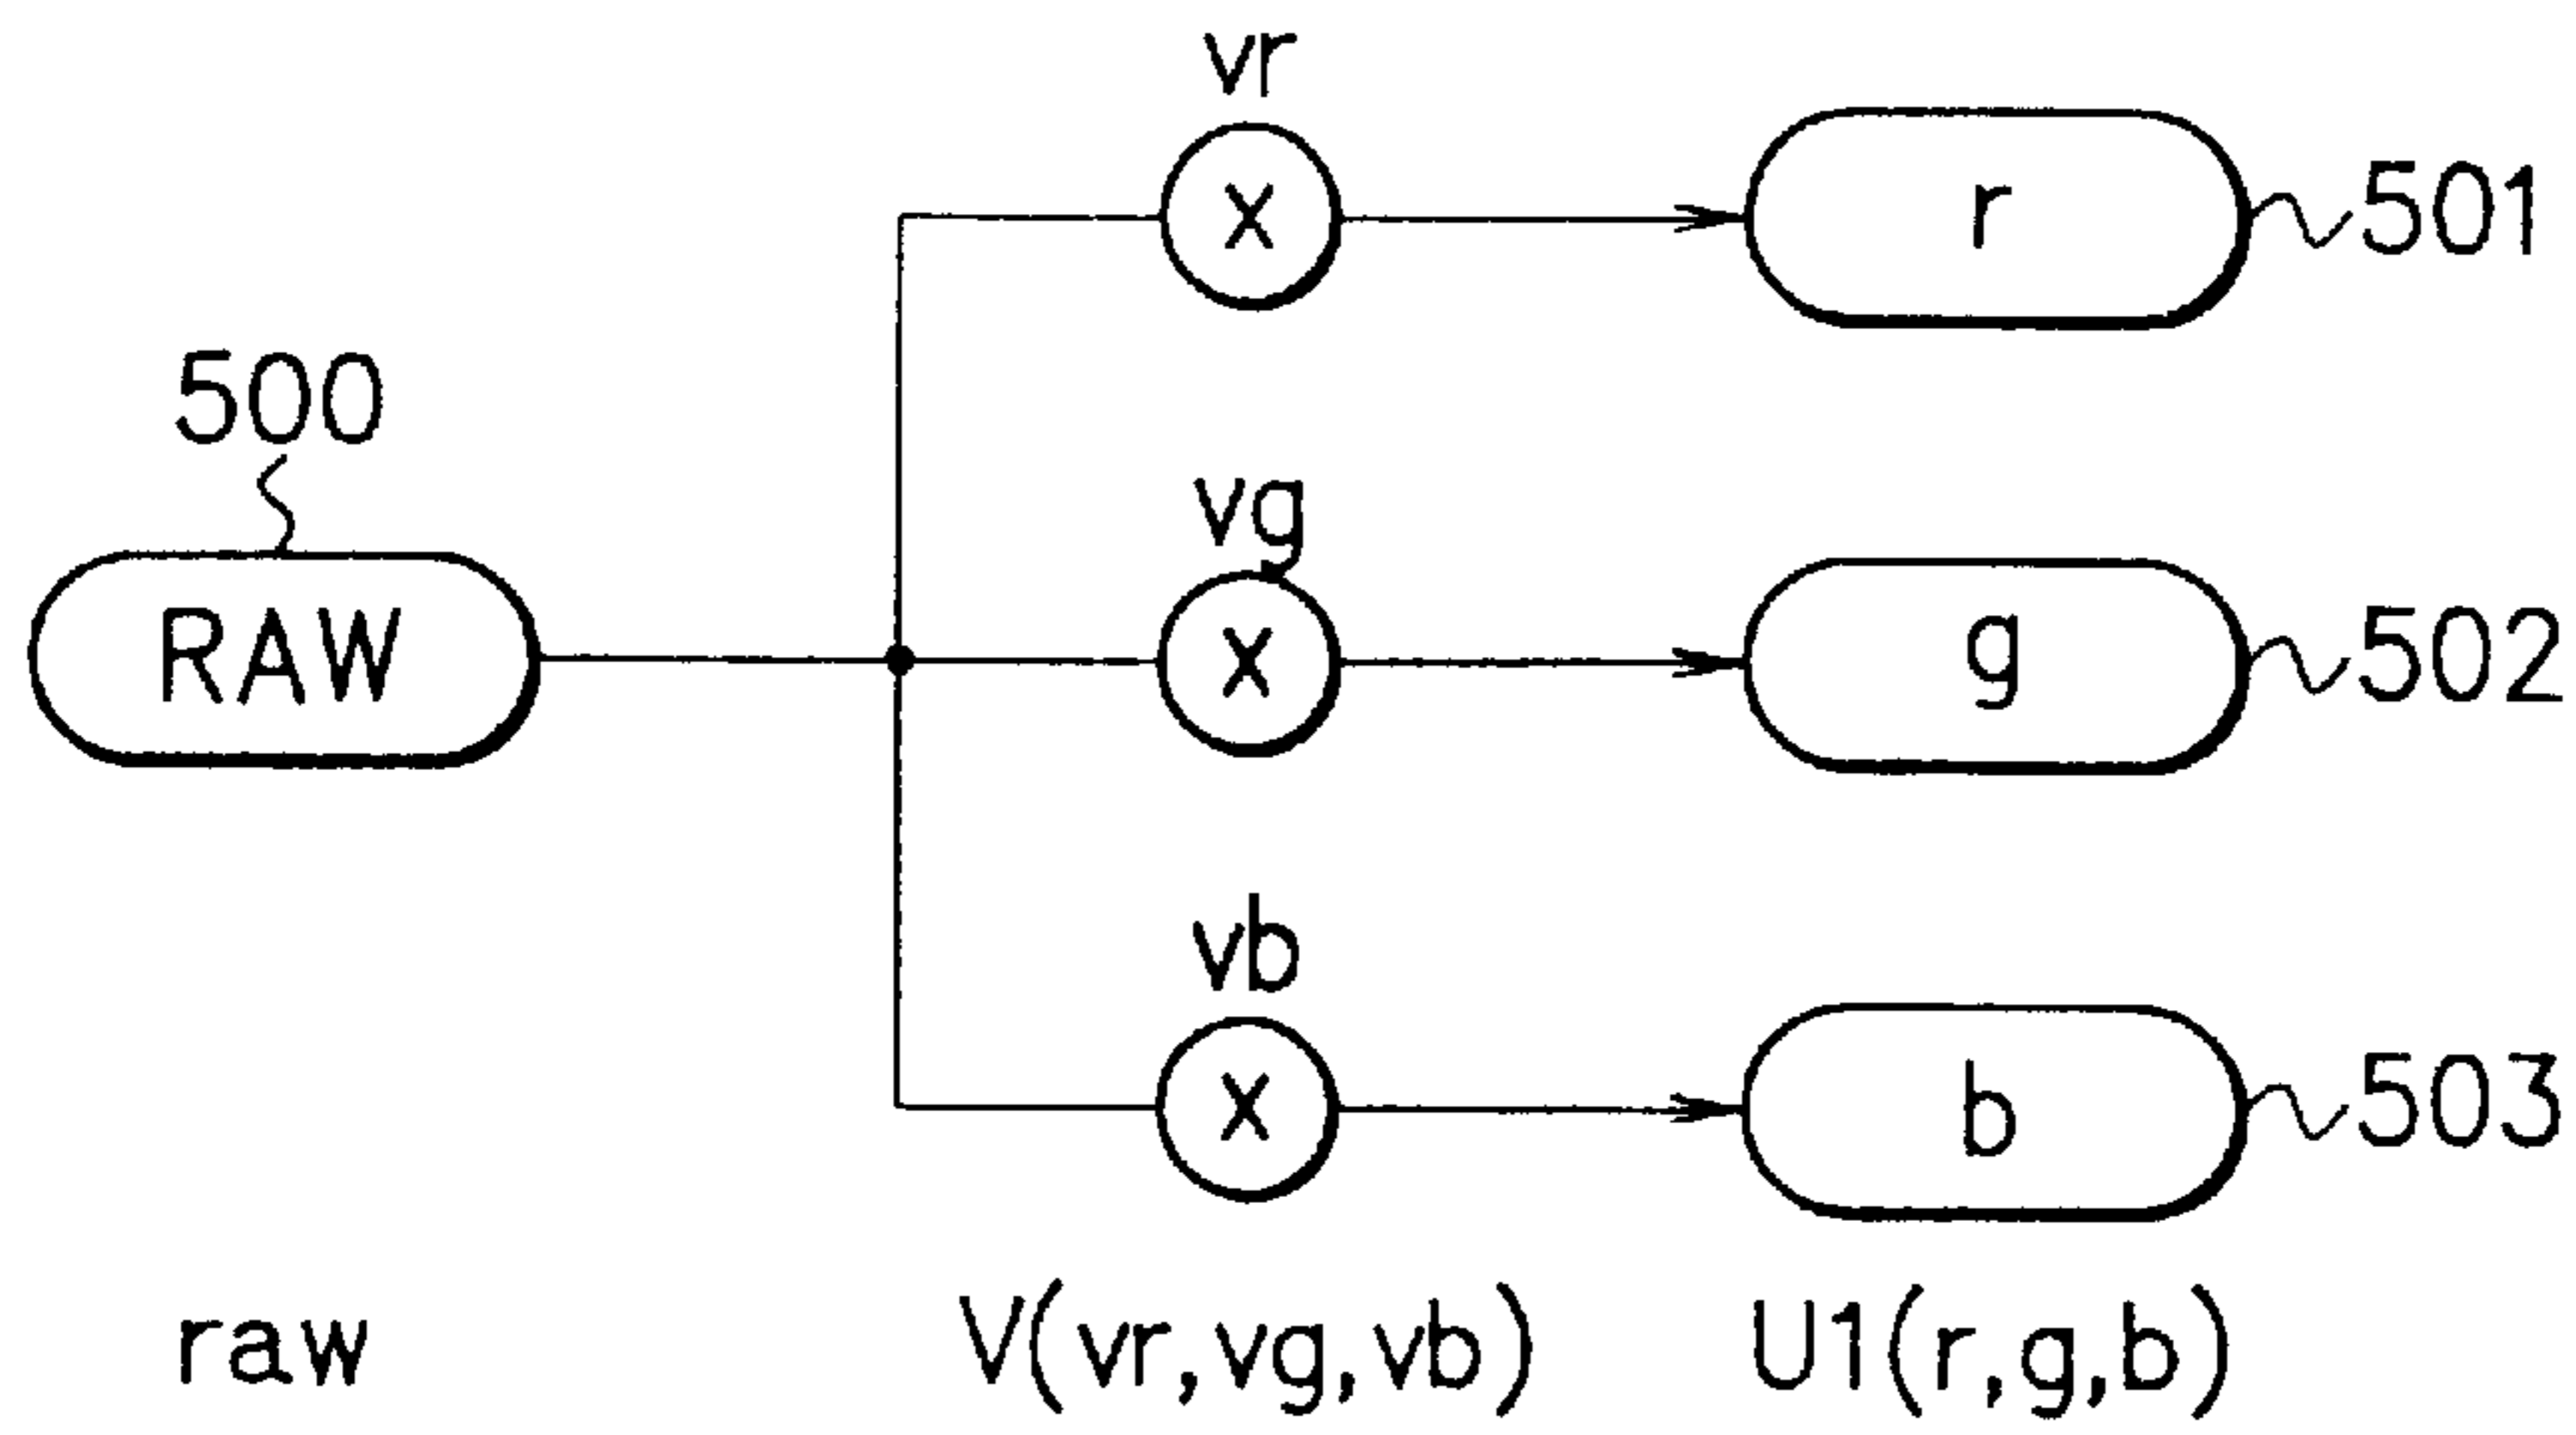 vr
X
r
501
500
RAW
vg
X
g
502
vb
X
b
503
raw
V(vr,vg,vb)
U1(r,g,b)